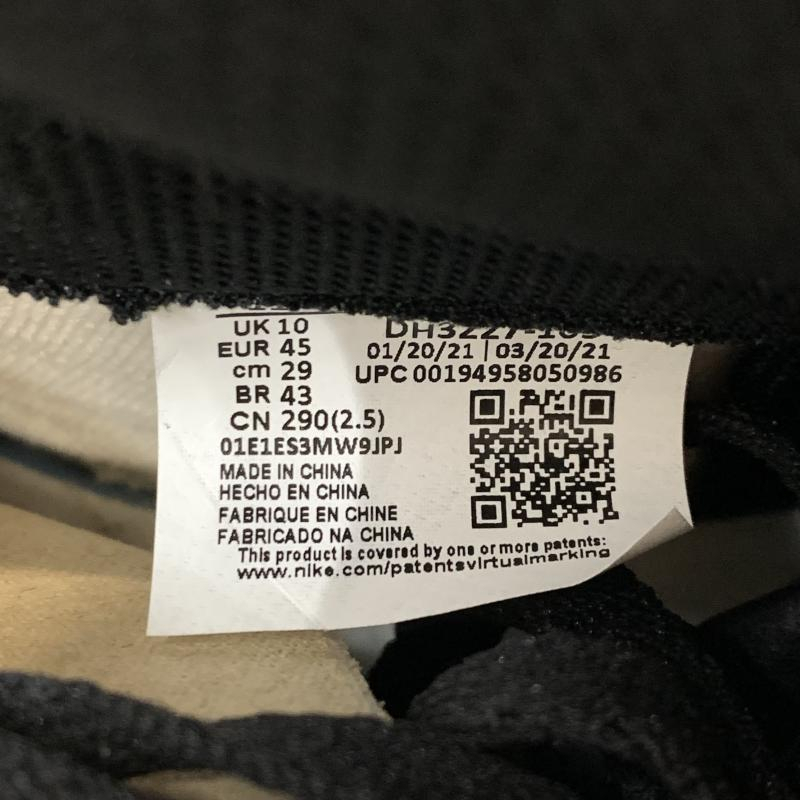 UK 10
EUR 45
cm 29
BR 43
CN 290(2.5)
01E1ES3MW9JPJ
MADE IN CHINA
HECHO EN CHINA
FABRIQUE EN CHINE
FABRICADO NA CHINA
DH3227-105
01/20/21 | 03/20/21
UPC 00194958050986
This product is covered by one or more patents:
www.nike.com/patentsvirtualmarking